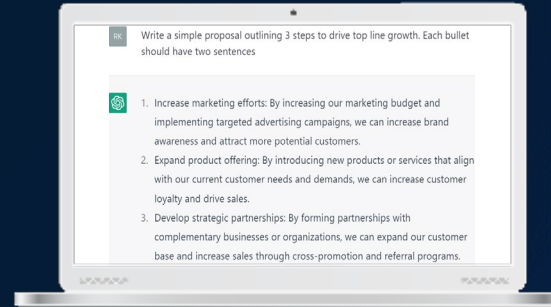 RK
Write a simple proposal outlining 3 steps to drive top line growth. Each bullet
should have two sentences
1. Increase marketing efforts: By increasing our marketing budget and
implementing targeted advertising campaigns, we can increase brand
awareness and attract more potential customers.
2. Expand product offering: By introducing new products or services that align
with our current customer needs and demands, we can increase customer
loyalty and drive sales.
3. Develop strategic partnerships: By forming partnerships with
complementary businesses or organizations, we can expand our customer
base and increase sales through cross-promotion and referral programs.